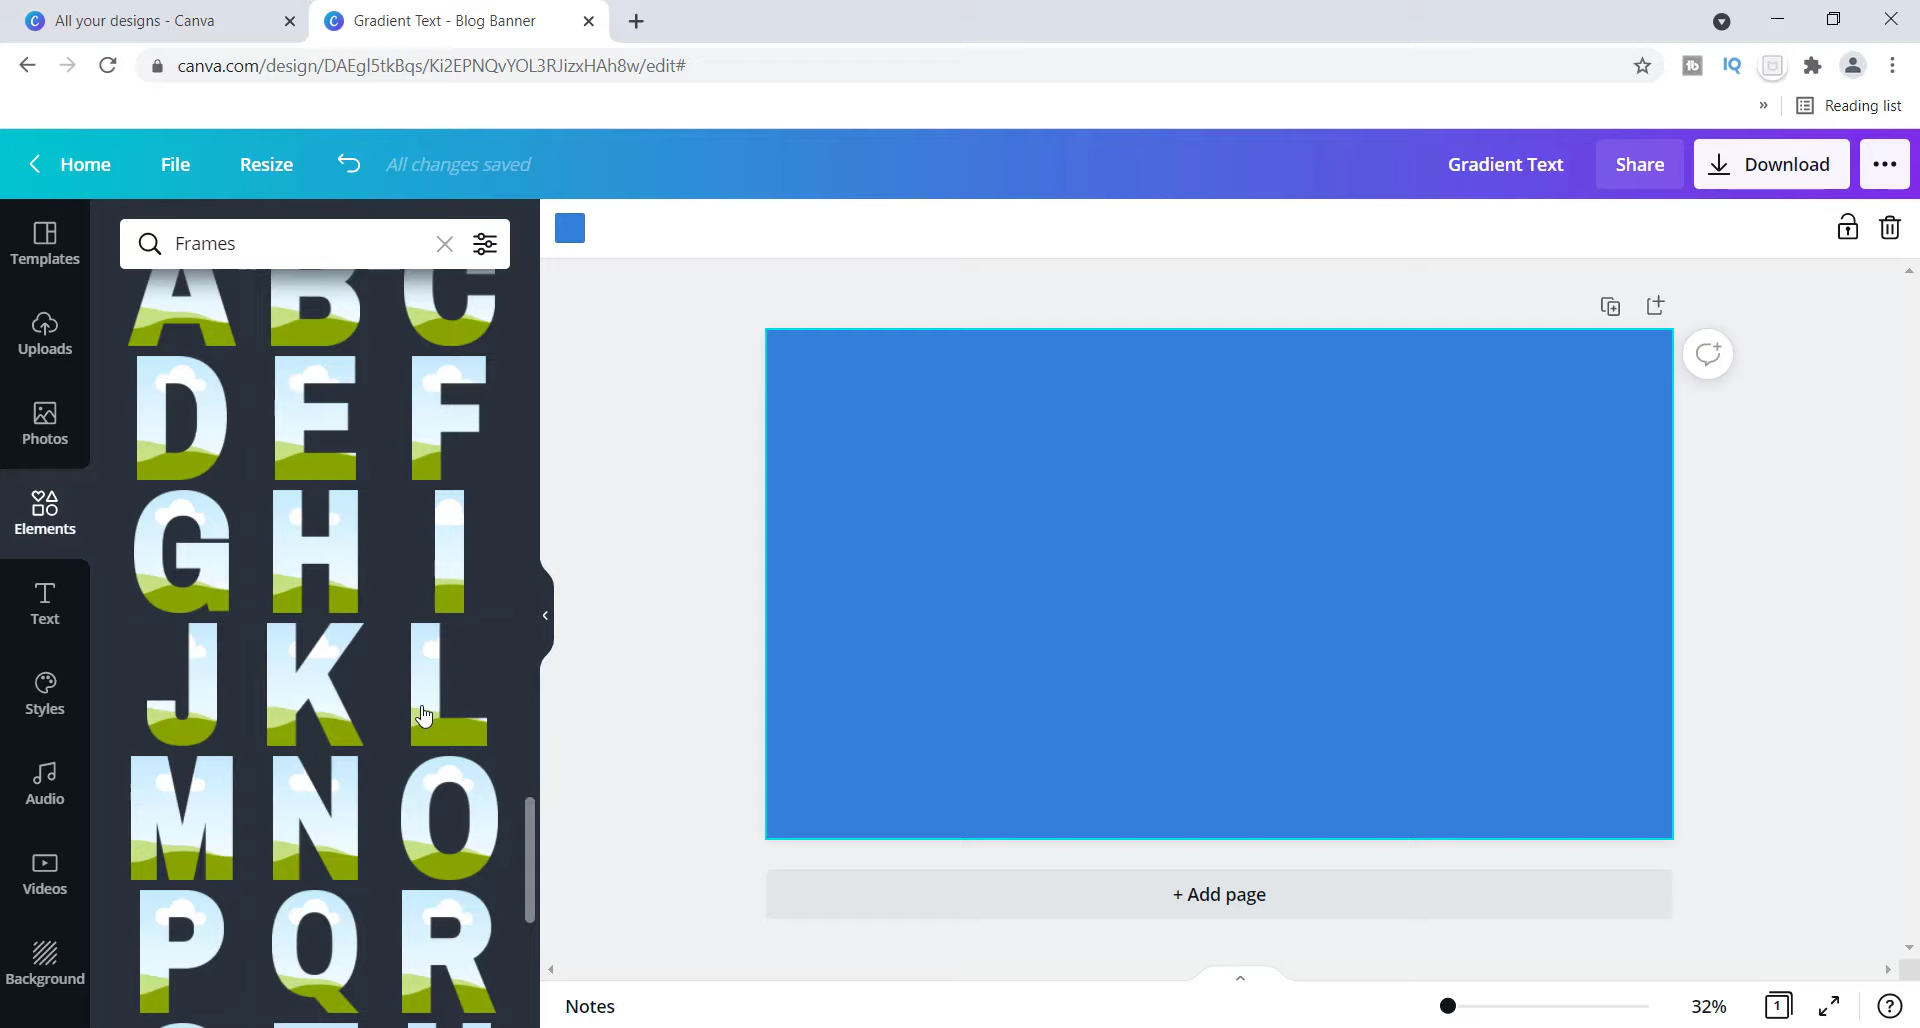 All your designs - Canva
Gradient Text - Blog Banner
canva.com/design/DAEgl5tkBqs/Ki2EPNQvYOL3RJizxHAh8w/edit#
tb
IQ
Reading list
Home
File
Resize
All changes saved
Gradient Text
Share
Download
Templates
Uploads
Photos
Elements
Text
Styles
Audio
Videos
Background
Frames
A B C
D E F
G H I
J K L
M N O
P Q R
+ Add page
Notes
32%
1